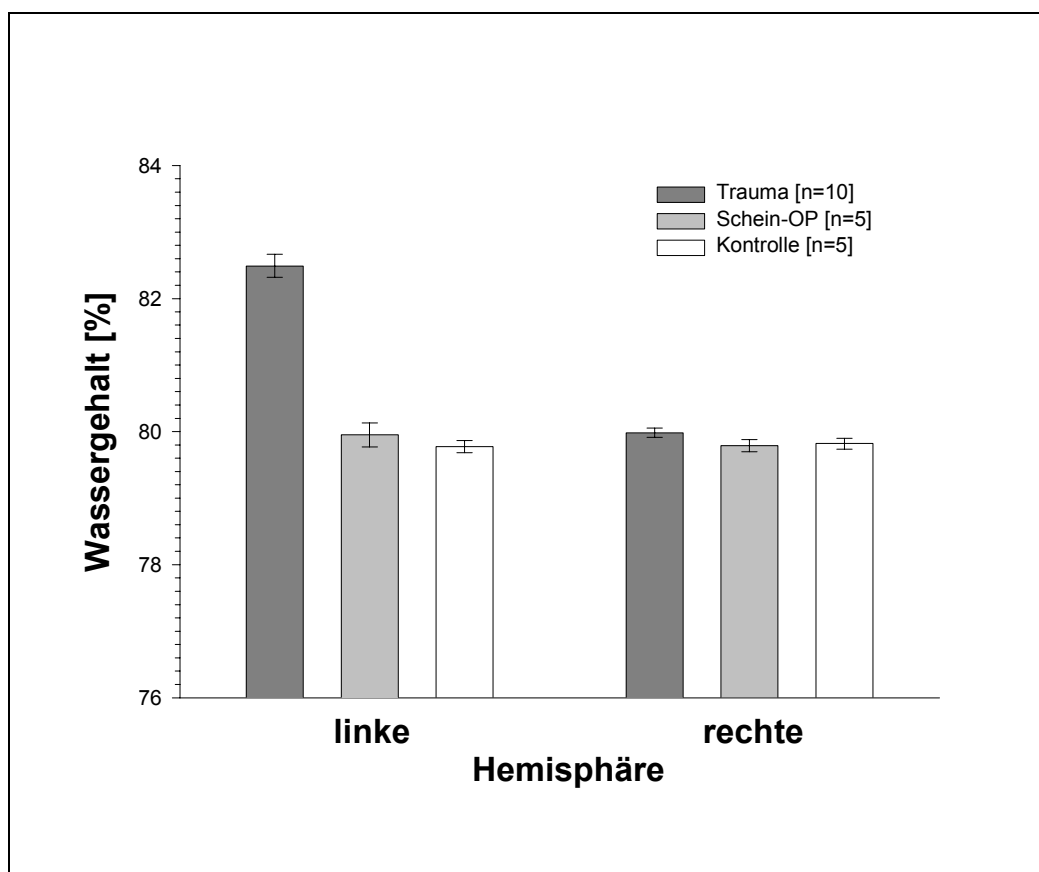 84
82
80
78
76
Wassergehalt [%]
Trauma [n=10]
Schein-OP [n=5]
Kontrolle [n=5]
linke
rechte
Hemisphäre